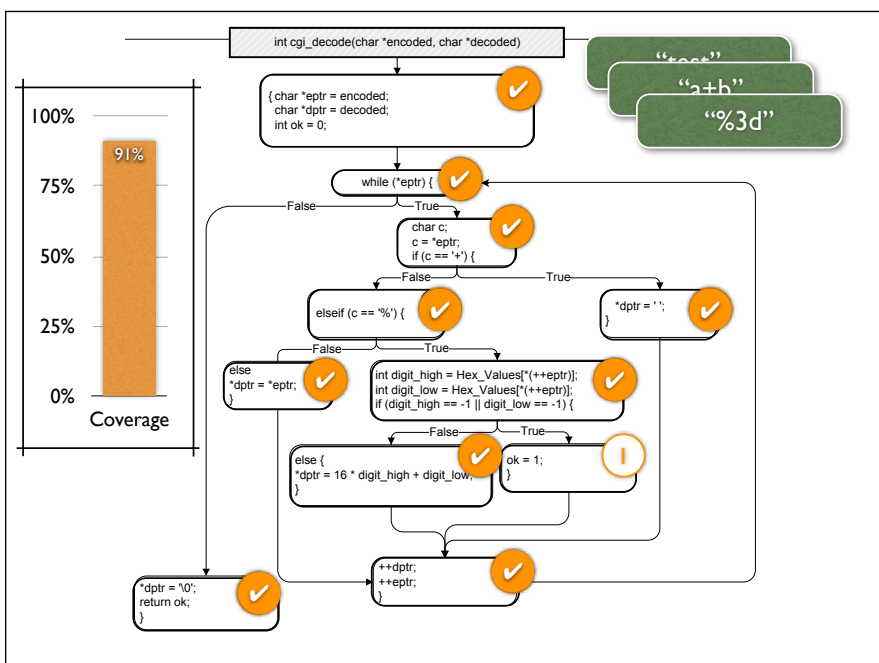 int cgi_decode(char *encoded, char *decoded)
"test"
"a+b"
"%3d"
{ char *eptr = encoded;
char *dptr = decoded;
int ok = 0;
100%
91%
75%
50%
25%
0%
Coverage
while (*eptr) {
False
True
char c;
c = *eptr;
if (c == '+') {
False
True
elseif (c == '%') {
*dptr = ' ';
}
False
True
else
*dptr = *eptr;
}
int digit_high = Hex_Values[*(++eptr)];
int digit_low = Hex_Values[*(++eptr)];
if (digit_high == -1 || digit_low == -1) {
False
True
else {
*dptr = 16 * digit_high + digit_low;
}
ok = 1;
}
1
++dptr;
++eptr;
}
*dptr = '\0';
return ok;
}